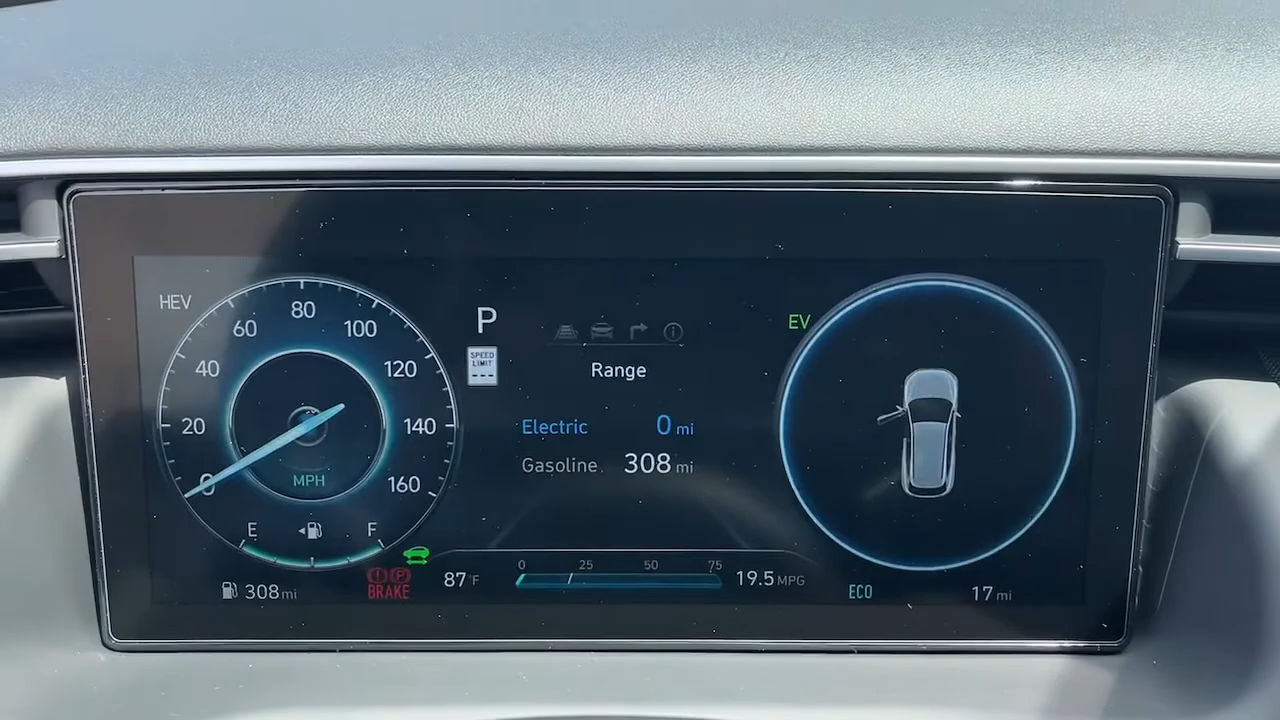 HEV
0
20
40
60
80
100
120
140
160
MPH
E
F
308 mi
BRAKE
P
P
SPEED
LIMIT
---
Range
Electric 0 mi
Gasoline 308 mi
87°F
0 25 50 75
19.5 MPG
EV
ECO
17 mi